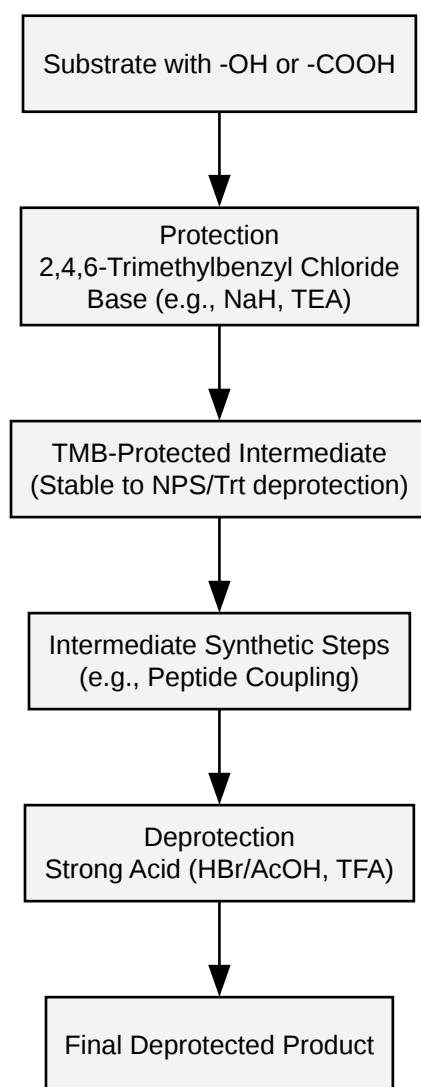 Substrate with -OH or -COOH
Protection
2,4,6-Trimethylbenzyl Chloride
Base (e.g., NaH, TEA)
TMB-Protected Intermediate
(Stable to NPS/Trt deprotection)
Intermediate Synthetic Steps
(e.g., Peptide Coupling)
Deprotection
Strong Acid (HBr/AcOH, TFA)
Final Deprotected Product